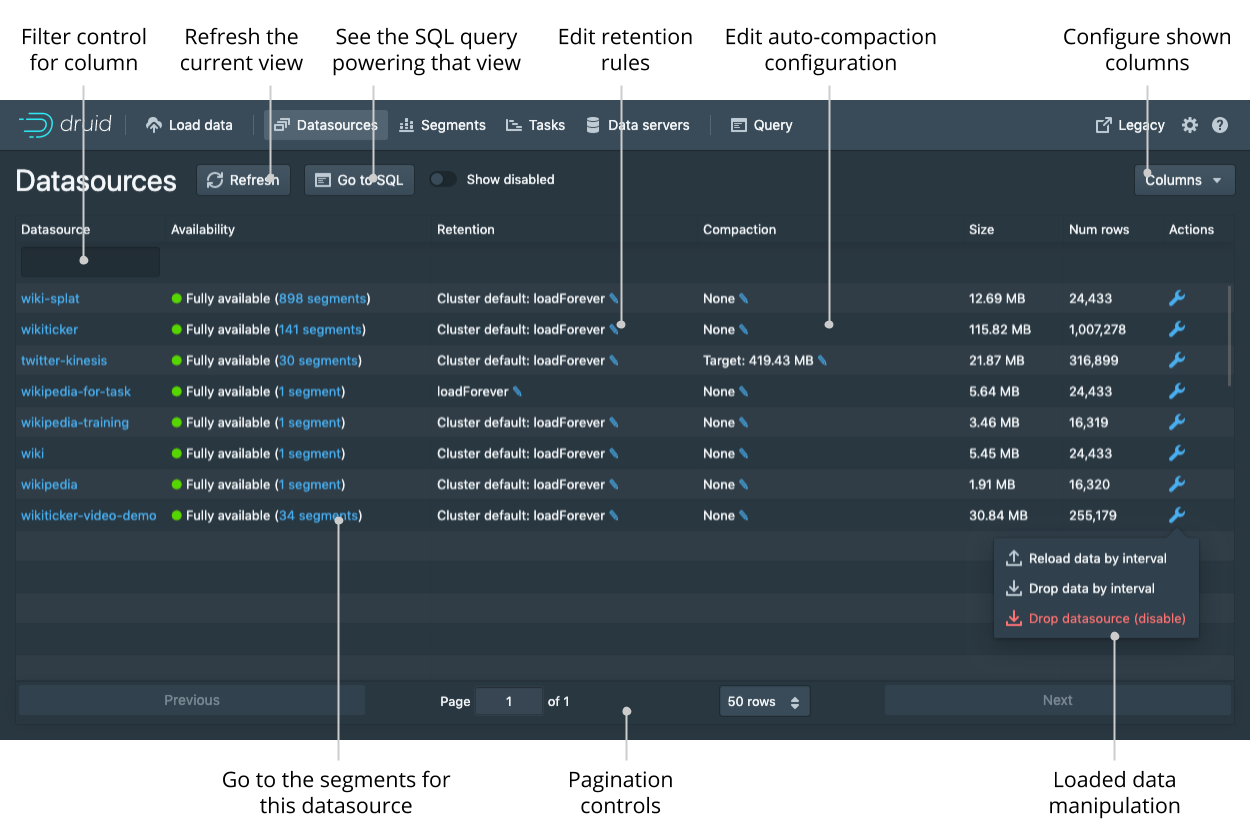 Filter control
for column
Refresh the
current view
See the SQL query
powering that view
Edit retention
rules
Edit auto-compaction
configuration
Configure shown
columns
druid Load data Datasources Segments Tasks Data servers Query Legacy
Datasources Refresh Go to SQL Show disabled Columns
Datasource Availability Retention Compaction Size Num rows Actions
wiki-splat Fully available (898 segments) Cluster default: loadForever None 12.69 MB 24,433
wikiticker Fully available (141 segments) Cluster default: loadForever None 115.82 MB 1,007,278
twitter-kinesis Fully available (30 segments) Cluster default: loadForever Target: 419.43 MB 21.87 MB 316,899
wikipedia-for-task Fully available (1 segment) loadForever None 5.64 MB 24,433
wikipedia-training Fully available (1 segment) Cluster default: loadForever None 3.46 MB 16,319
wiki Fully available (1 segment) Cluster default: loadForever None 5.45 MB 24,433
wikipedia Fully available (1 segment) Cluster default: loadForever None 1.91 MB 16,320
wikiticker-video-demo Fully available (34 segments) Cluster default: loadForever None 30.84 MB 255,179
Reload data by interval
Drop data by interval
Drop datasource (disable)
Previous Page 1 of 1 50 rows Next
Go to the segments for
this datasource
Pagination
controls
Loaded data
manipulation